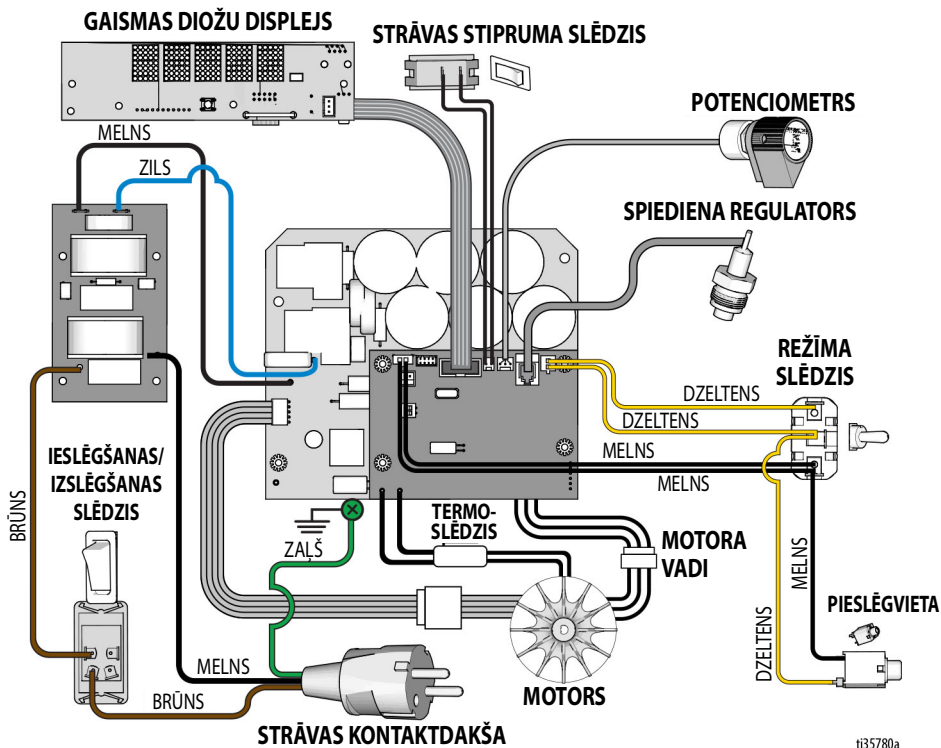 GAISMAS DIOŽU DISPLEJS
STRĀVAS STIPRUMA SLĒDZIS
POTENCIOMETRS
MELNS
ZILS
SPIEDIENA REGULATORS
REŽĪMA
SLĒDZIS
DZELTENS
DZELTENS
MELNS
MELNS
IESLĒGŠANAS/
IZSLĒGŠANAS
SLĒDZIS
BRŪNS
TERMO-
SLĒDZIS
ZAĻŠ
MOTORA
VADI
MELNS
DZELTENS
PIESLĒGVIETA
MELNS
BRŪNS
MOTORS
STRĀVAS KONTAKTDAKŠA
ti35780a